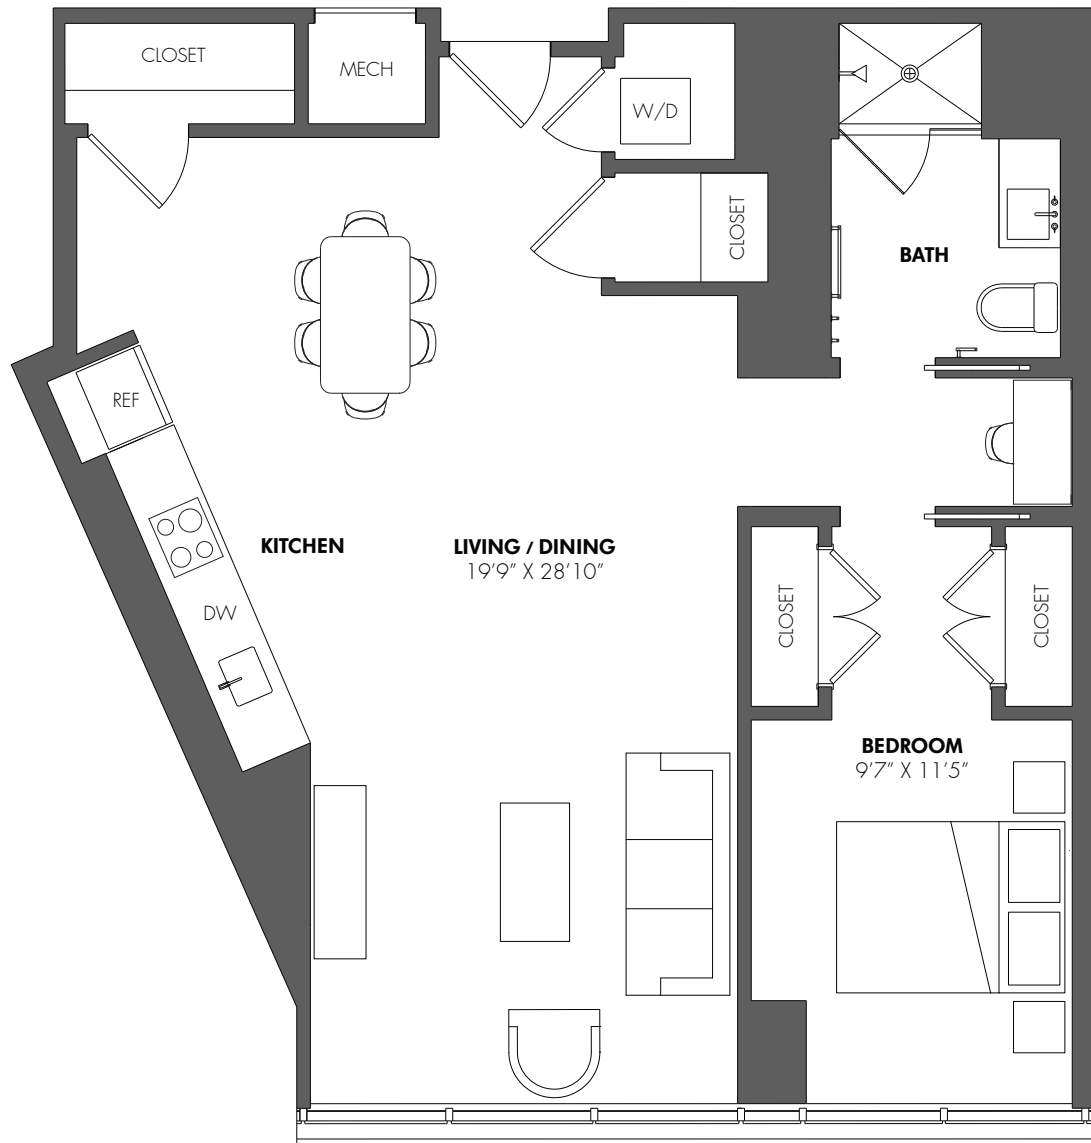 CLOSET
MECH
W/D
CLOSET
BATH
REF
KITCHEN
LIVING / DINING
19’9” X 28’10”
DW
CLOSET
CLOSET
BEDROOM
9’7” X 11’5”